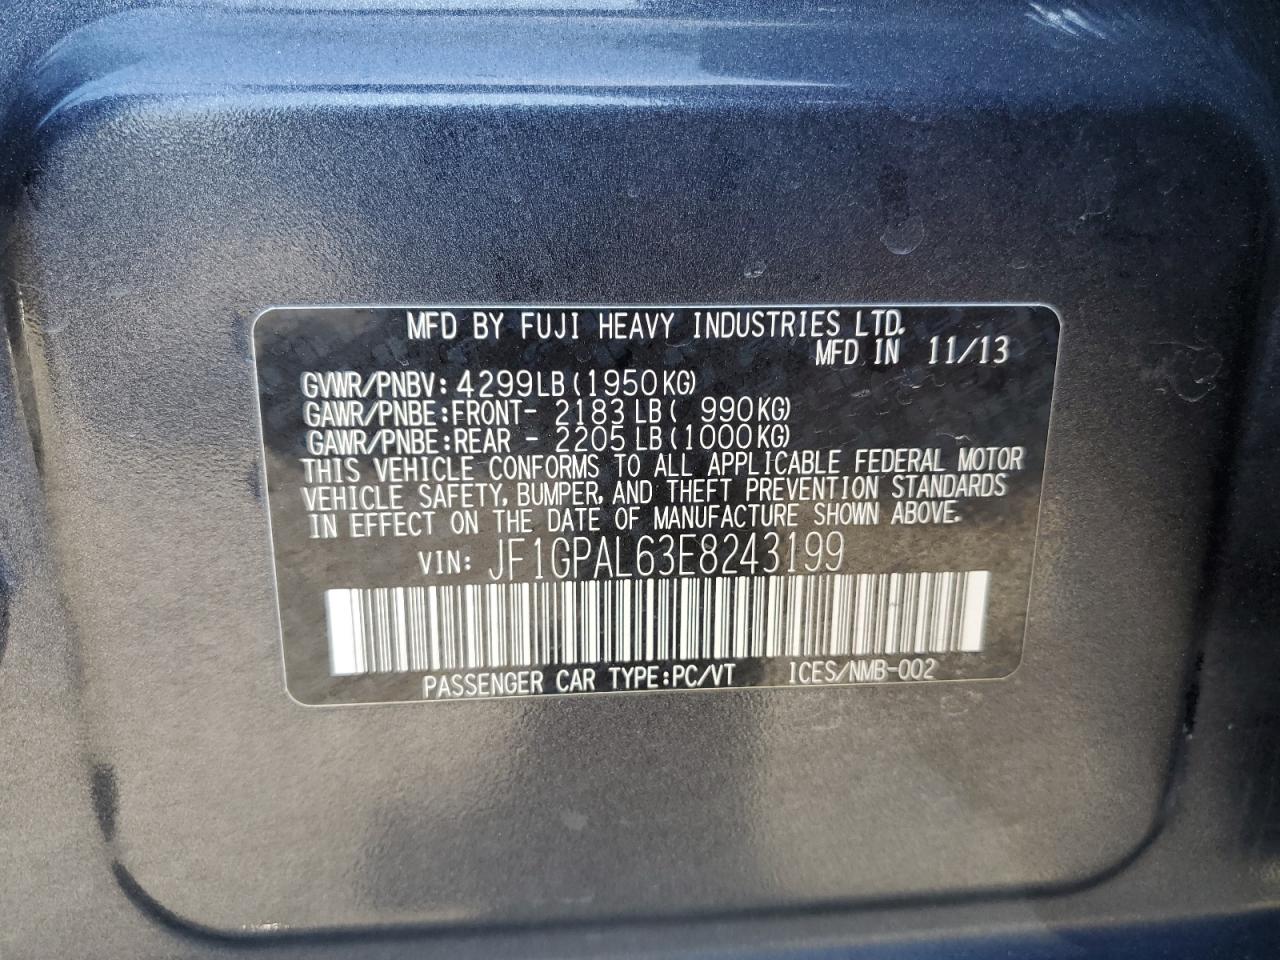 MFD BY FUJI HEAVY INDUSTRIES LTD.
MFD IN 11/13
GVWR/PNBV: 4299LB(1950KG)
GAWR/PNBE:FRONT- 2183LB( 990KG)
GAWR/PNBE:REAR - 2205LB(1000KG)
THIS VEHICLE CONFORMS TO ALL APPLICABLE FEDERAL MOTOR
VEHICLE SAFETY, BUMPER, AND THEFT PREVENTION STANDARDS
IN EFFECT ON THE DATE OF MANUFACTURE SHOWN ABOVE.
VIN: JF1GPAL63E8243199
PASSENGER CAR TYPE:PC/VT ICES/NMB-002